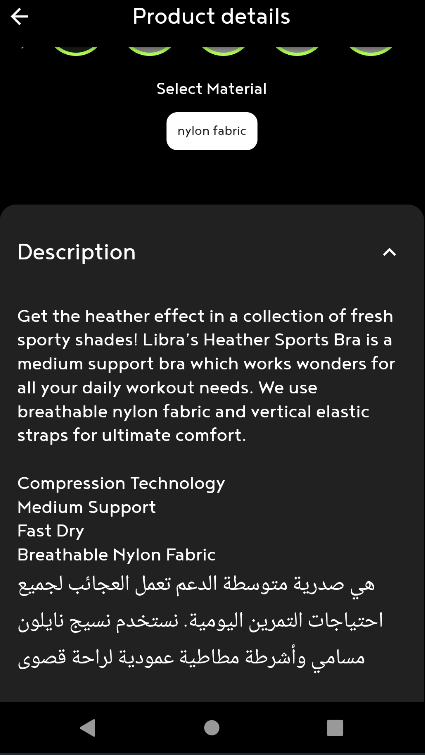 Product details
Select Material
nylon fabric
Description
Get the heather effect in a collection of fresh
sporty shades! Libra's Heather Sports Bra is a
medium support bra which works wonders for
all your daily workout needs. We use
breathable nylon fabric and vertical elastic
straps for ultimate comfort.
Compression Technology
Medium Support
Fast Dry
Breathable Nylon Fabric
هي صدرية متوسطة الدعم تعمل العجائب لجميع
احتياجات التمرين اليومية. نستخدم نسيج نايلون
مسامي وأشرطة مطاطية عمودية لراحة قصوى